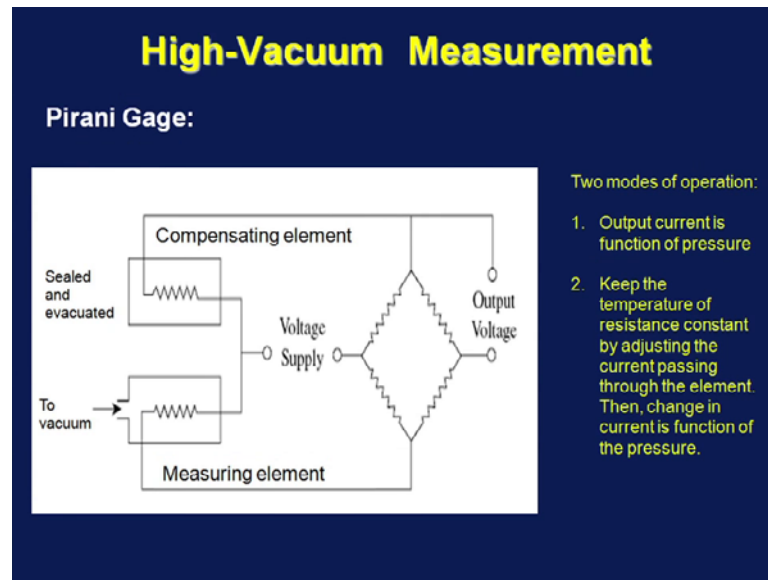 High-Vacuum Measurement
Pirani Gage:
Compensating element
Sealed
and
evacuated
Voltage
Supply
Output
Voltage
To
vacuum
Measuring element
Two modes of operation:
1. Output current is
function of pressure
2. Keep the
temperature of
resistance constant
by adjusting the
current passing
through the element.
Then, change in
current is function of
the pressure.